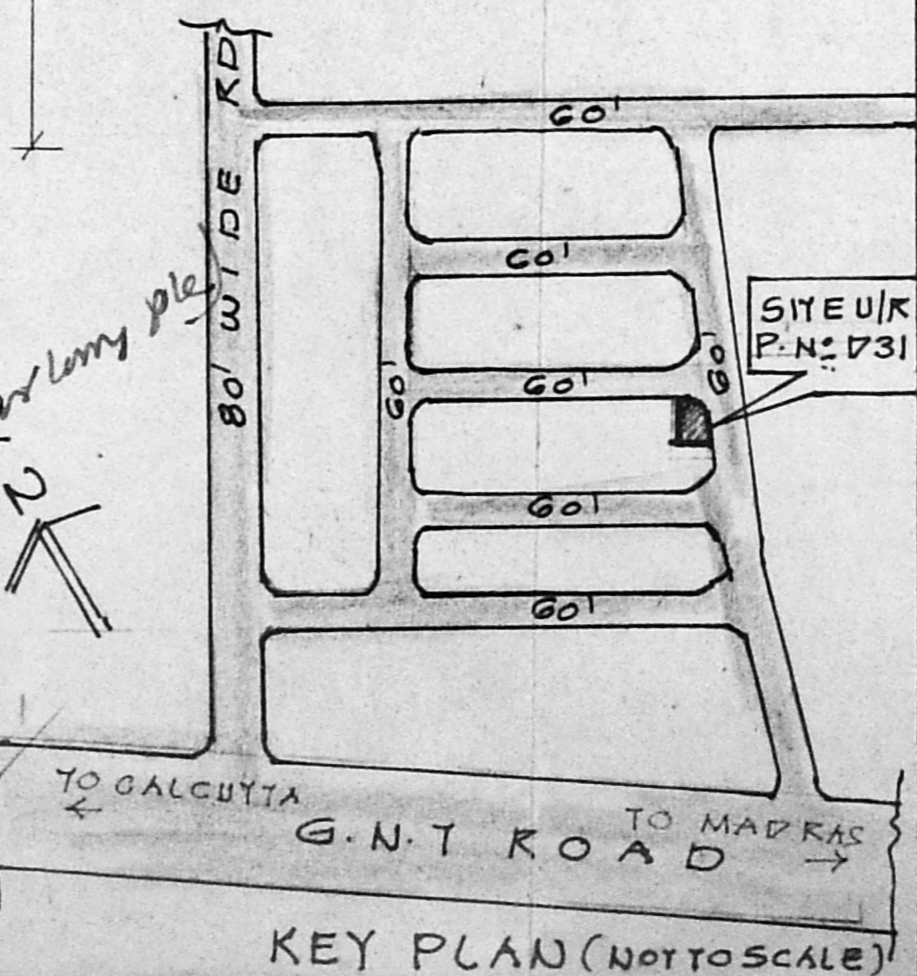 80' WIDE RD
60'
60'
60'
60'
60'
60'
60'
SITE U/R
P. Nº D31
N
TO CALCUTTA
TO MADRAS
G.N.T ROAD
KEY PLAN (NOT TO SCALE)